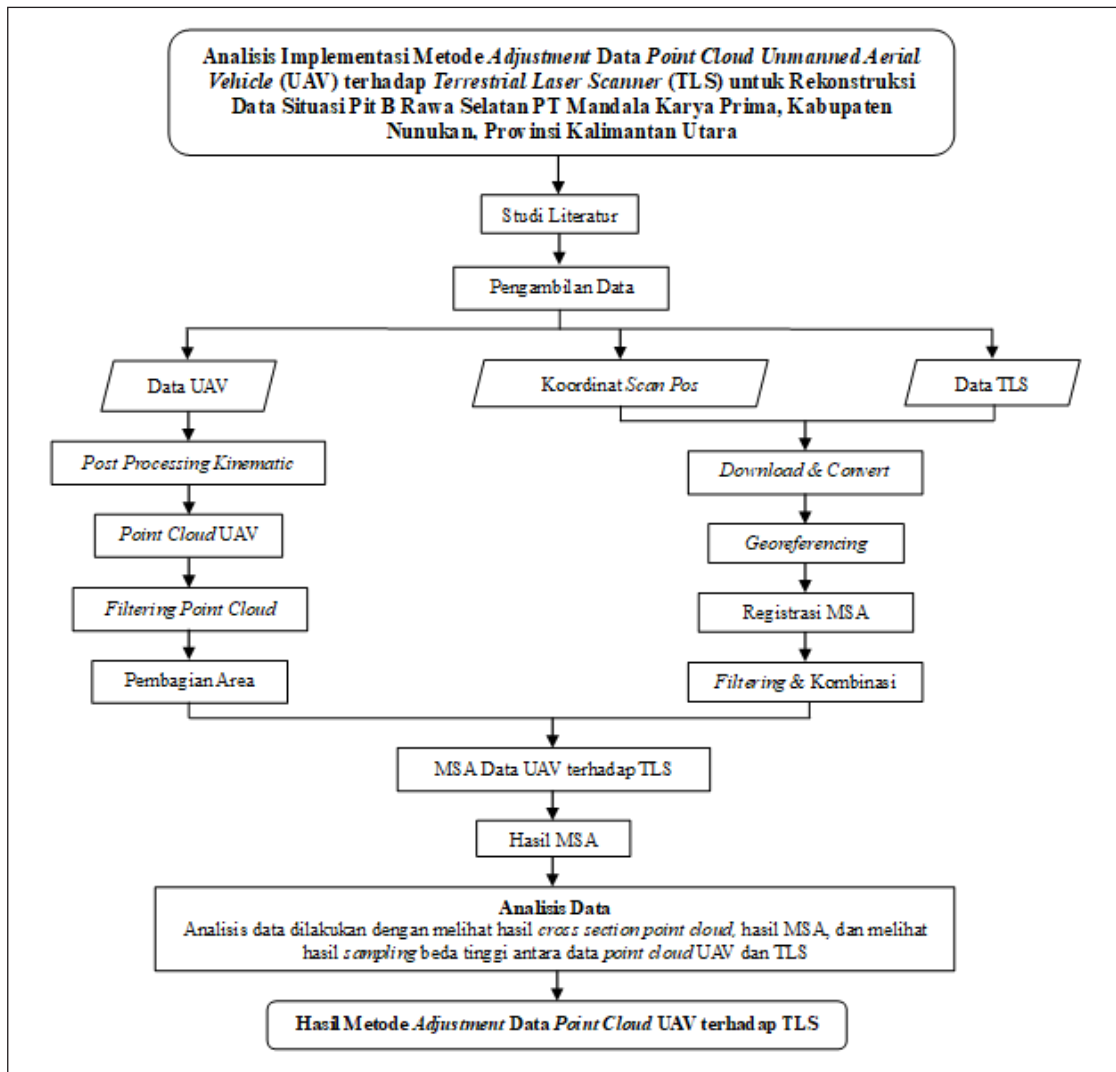 Analisis Implementasi Metode Adjustment Data Point Cloud Unmanned Aerial
Vehicle (UAV) terhadap Terrestrial Laser Scanner (TLS) untuk Rekonstruksi
Data Situasi Pit B Rawa Selatan PT Mandala Karya Prima, Kabupaten
Nunukan, Provinsi Kalimantan Utara
Studi Literatur
Pengambilan Data
Data UAV
Koordinat Scan Pos
Data TLS
Post Processing Kinematic
Download & Convert
Point Cloud UAV
Georeferencing
Filtering Point Cloud
Registrasi MSA
Pembagian Area
Filtering & Kombinasi
MSA Data UAV terhadap TLS
Hasil MSA
Analisis Data
Analisis data dilakukan dengan melihat hasil cross section point cloud, hasil MSA, dan melihat
hasil sampling beda tinggi antara data point cloud UAV dan TLS
Hasil Metode Adjustment Data Point Cloud UAV terhadap TLS